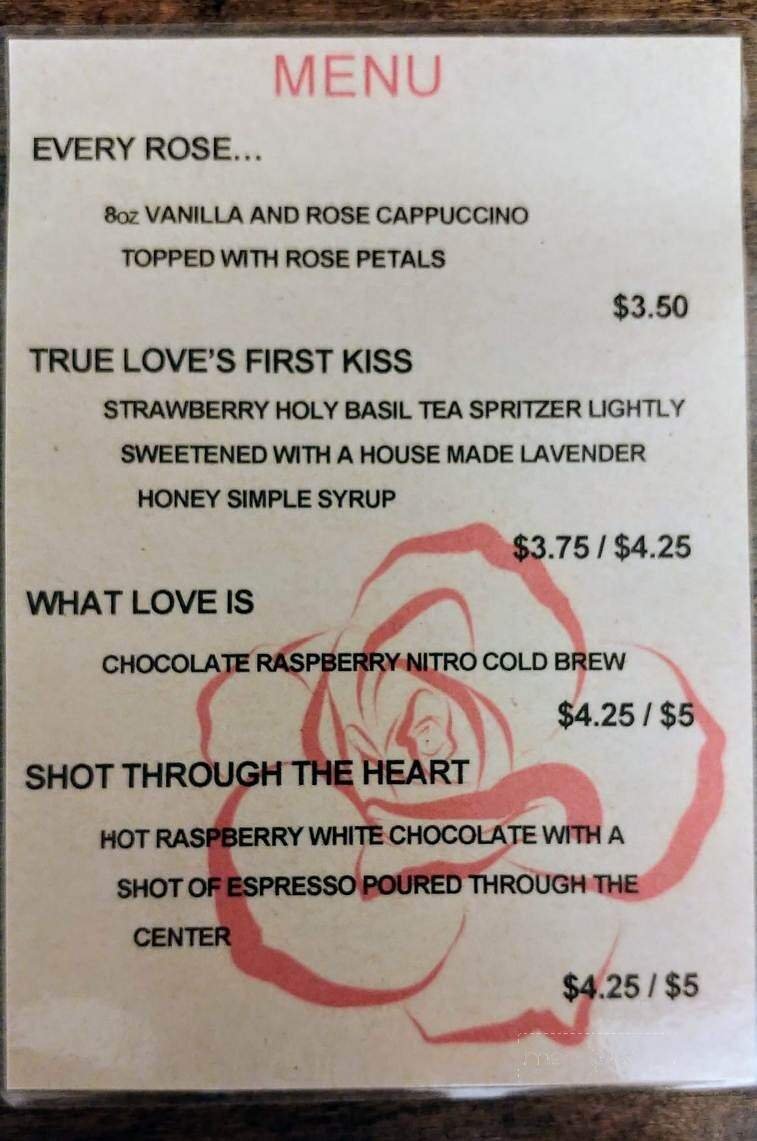 MENU
EVERY ROSE...
8oz VANILLA AND ROSE CAPPUCCINO
TOPPED WITH ROSE PETALS
$3.50
TRUE LOVE'S FIRST KISS
STRAWBERRY HOLY BASIL TEA SPRITZER LIGHTLY
SWEETENED WITH A HOUSE MADE LAVENDER
HONEY SIMPLE SYRUP
$3.75 / $4.25
WHAT LOVE IS
CHOCOLATE RASPBERRY NITRO COLD BREW
$4.25 / $5
SHOT THROUGH THE HEART
HOT RASPBERRY WHITE CHOCOLATE WITH A
SHOT OF ESPRESSO POURED THROUGH THE
CENTER
$4.25 / $5